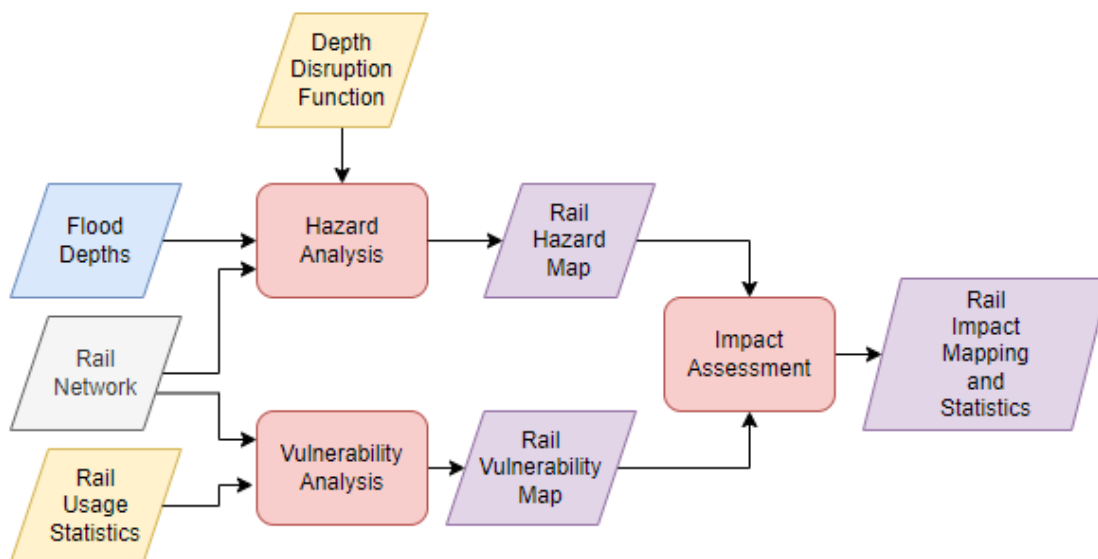 Depth
Disruption
Function
Flood
Depths
Hazard
Analysis
Rail
Hazard
Map
Rail
Network
Impact
Assessment
Rail
Impact
Mapping
and
Statistics
Rail
Usage
Statistics
Vulnerability
Analysis
Rail
Vulnerability
Map